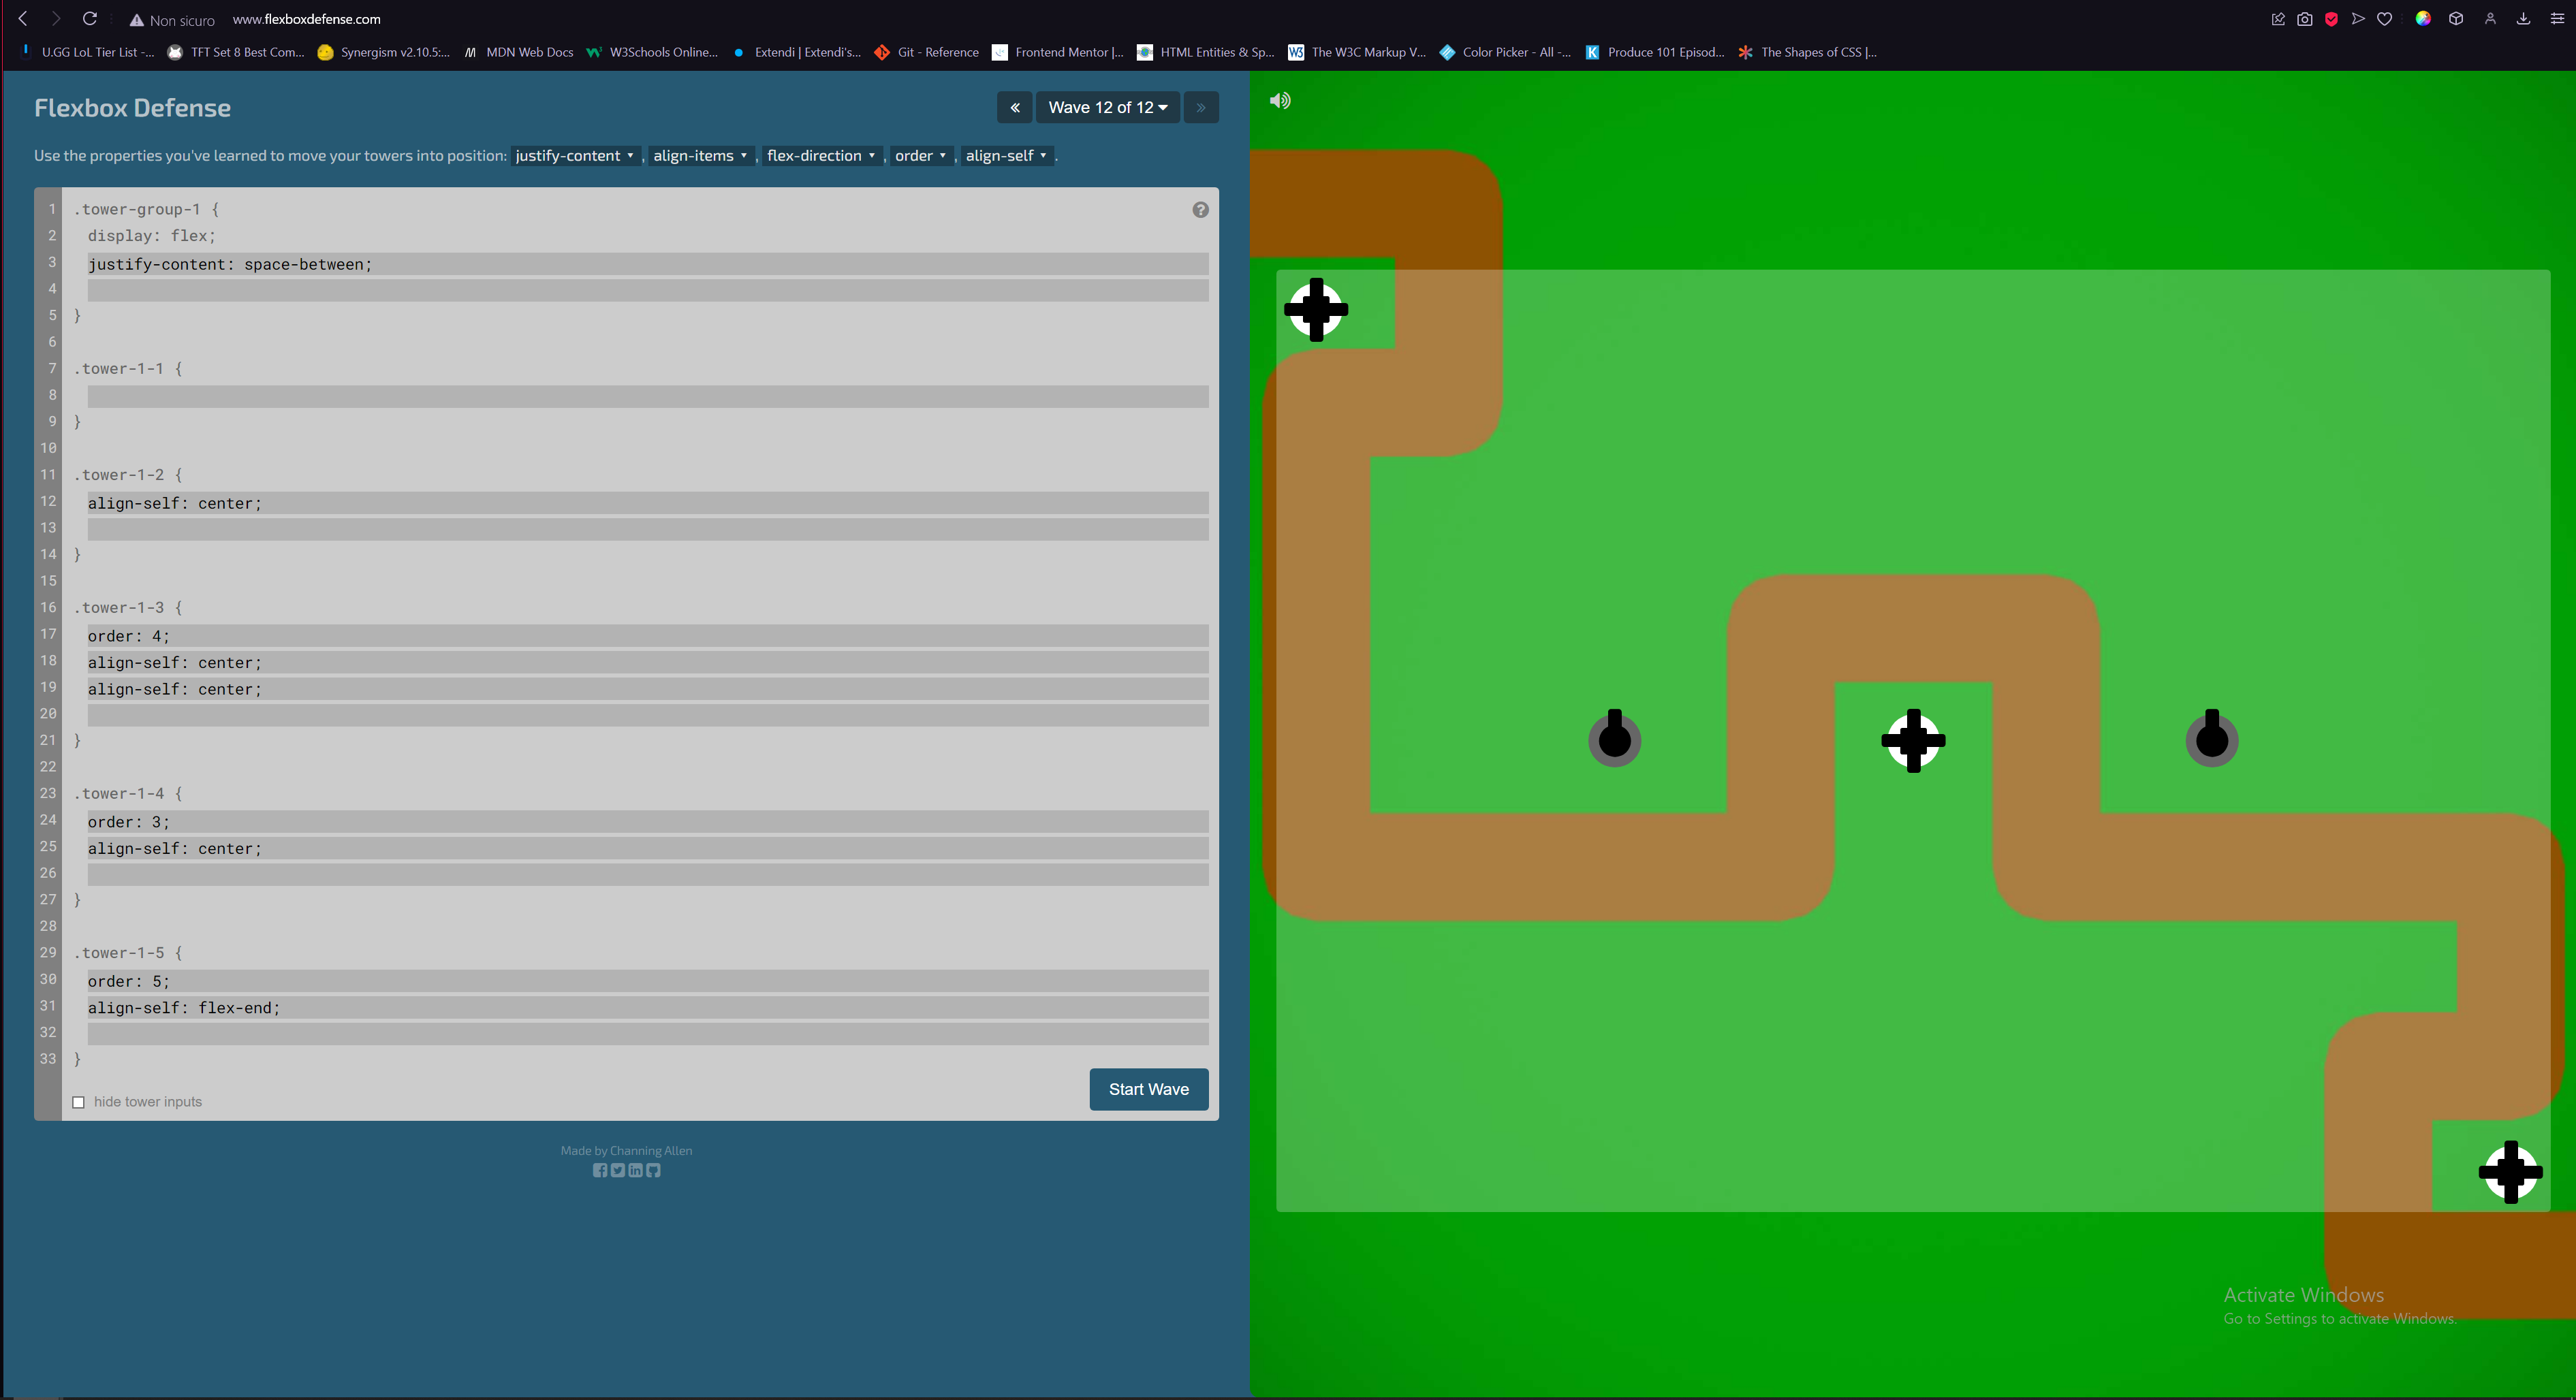 Non sicuro www.flexboxdefense.com
U.GG LoL Tier List -... TFT Set 8 Best Com... Synergism v2.10.5:... MDN Web Docs W3Schools Online... Extendi | Extendi's... Git - Reference Frontend Mentor |... HTML Entities & Sp... The W3C Markup V... Color Picker - All -... Produce 101 Episod... The Shapes of CSS |...
Flexbox Defense
« Wave 12 of 12 »
Use the properties you've learned to move your towers into position: justify-content ▾, align-items ▾, flex-direction ▾, order ▾, align-self ▾.
1 .tower-group-1 {
2 display: flex;
3 justify-content: space-between;
4
5 }
6
7 .tower-1-1 {
8
9 }
10
11 .tower-1-2 {
12 align-self: center;
13
14 }
15
16 .tower-1-3 {
17 order: 4;
18 align-self: center;
19 align-self: center;
20
21 }
22
23 .tower-1-4 {
24 order: 3;
25 align-self: center;
26
27 }
28
29 .tower-1-5 {
30 order: 5;
31 align-self: flex-end;
32
33 }
hide tower inputs
Start Wave
Made by Channing Allen
Activate Windows
Go to Settings to activate Windows.